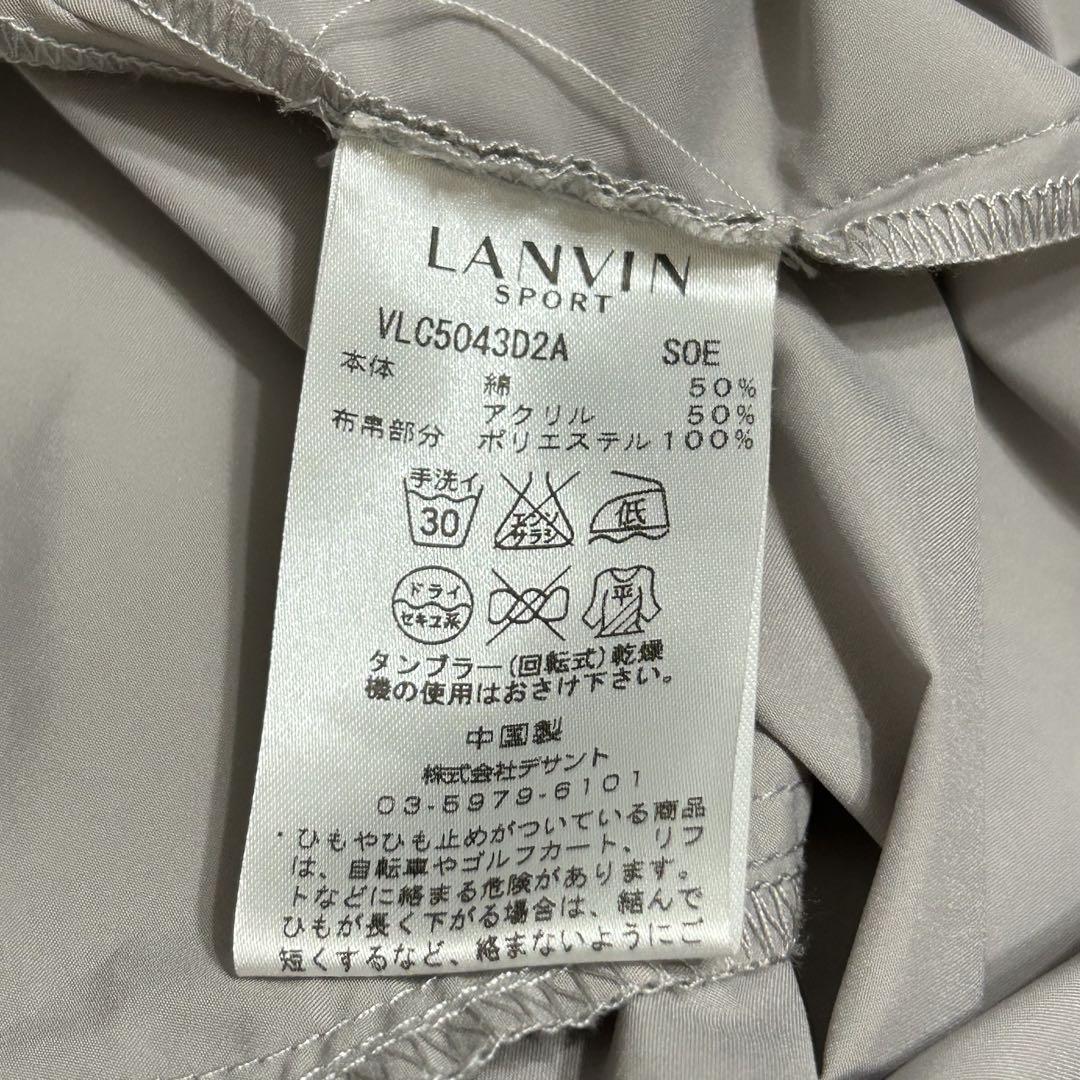 LANVIN
SPORT
VLC5043D2A SOE
本体 綿 50%
アクリル 50%
布帛部分 ポリエステル 100%
手洗イ
30
エンソ
サラシ
低
ドライ
セキユ系
平
タンブラー(回転式)乾燥
機の使用はおさけ下さい。
中国製
株式会社デサント
03-5979-6101
・ひもやひも止めがついている商品
は、自転車やゴルフカート、リフ
トなどに絡まる危険があります。
ひもが長く下がる場合は、結んで
短くするなど、絡まないようにご